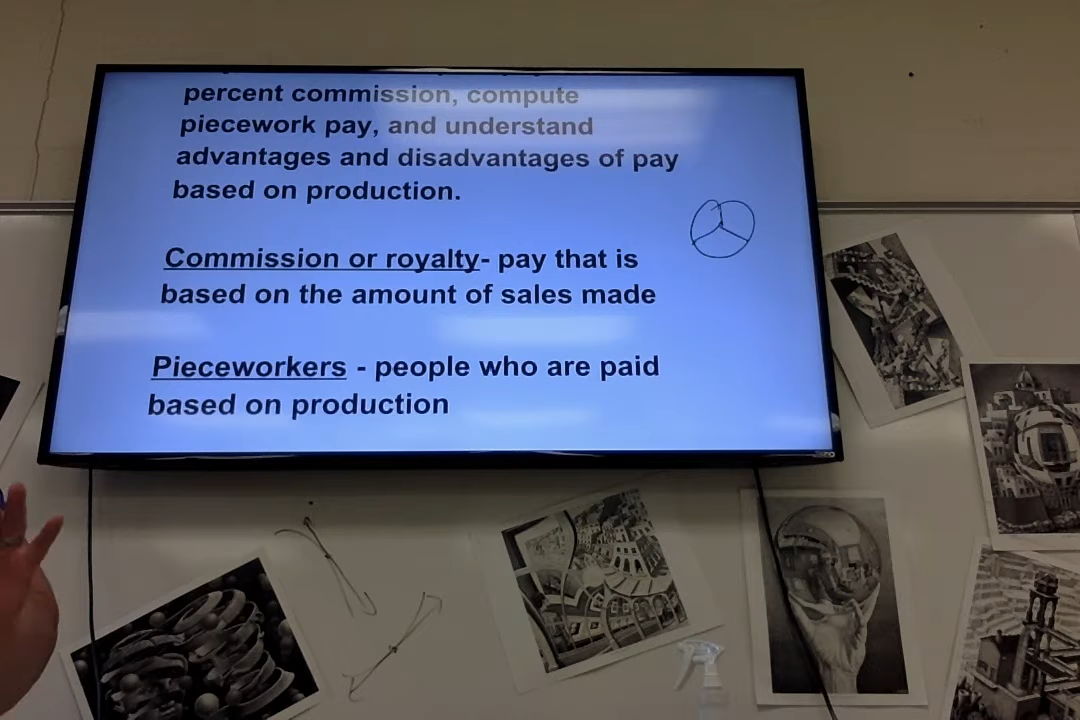 percent commission, compute
piecework pay, and understand
advantages and disadvantages of pay
based on production.
Commission or royalty- pay that is
based on the amount of sales made
Pieceworkers - people who are paid
based on production